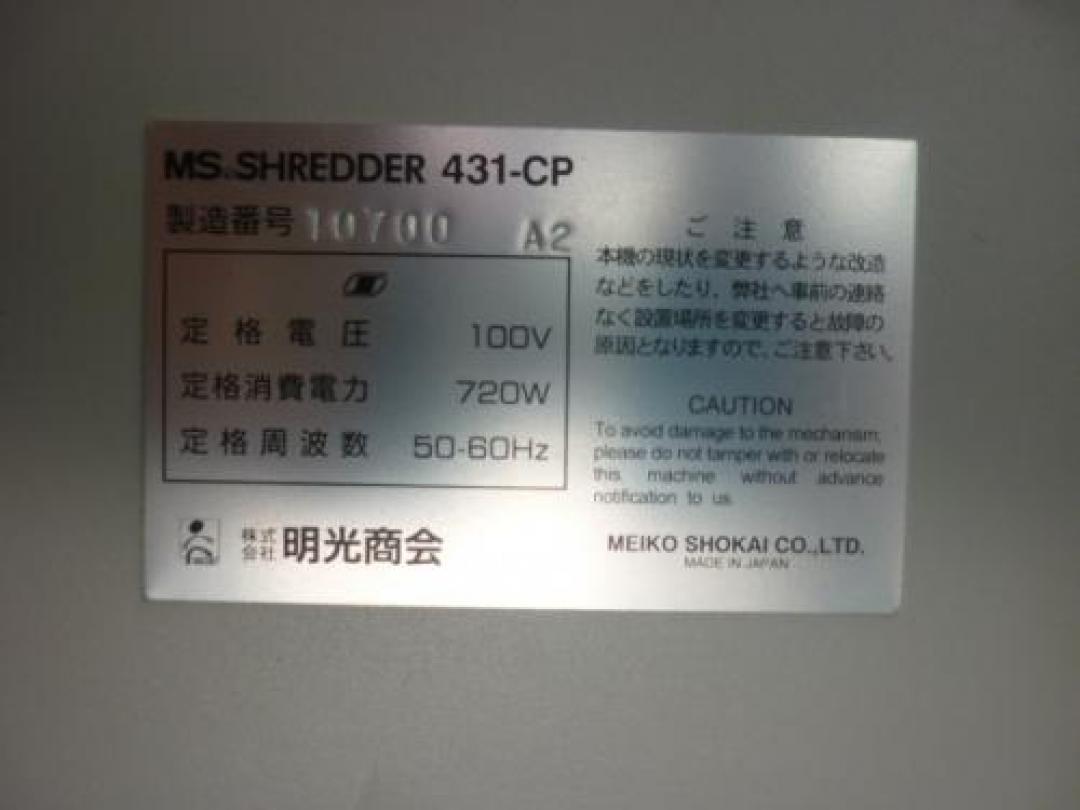 MS.SHREDDER 431-CP
製造番号 10700 A2
定格電圧 100V
定格消費電力 720W
定格周波数 50-60Hz
株式会社 明光商会
ご注意
本機の現状を変更するような改造
などをしたり、弊社へ事前の連絡
なく設置場所を変更すると故障の
原因となりますので、ご注意下さい。
CAUTION
To avoid damage to the mechanism,
please do not tamper with or relocate
this machine without advance
notification to us.
MEIKO SHOKAI CO.,LTD.
MADE IN JAPAN